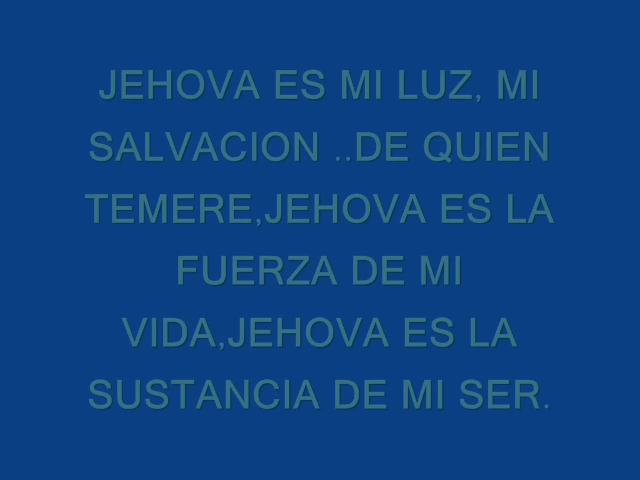 JEHOVA ES MI LUZ, MI
SALVACION ..DE QUIEN
TEMERE,JEHOVA ES LA
FUERZA DE MI
VIDA,JEHOVA ES LA
SUSTANCIA DE MI SER.